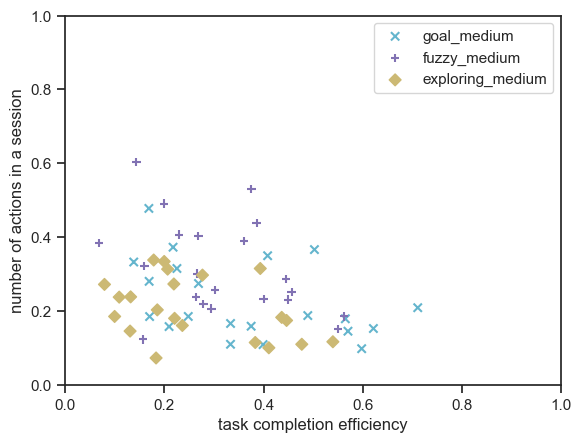 1.0
0.8
0.6
0.4
0.2
0.0
number of actions in a session
goal_medium
fuzzy_medium
exploring_medium
0.0 0.2 0.4 0.6 0.8 1.0
task completion efficiency